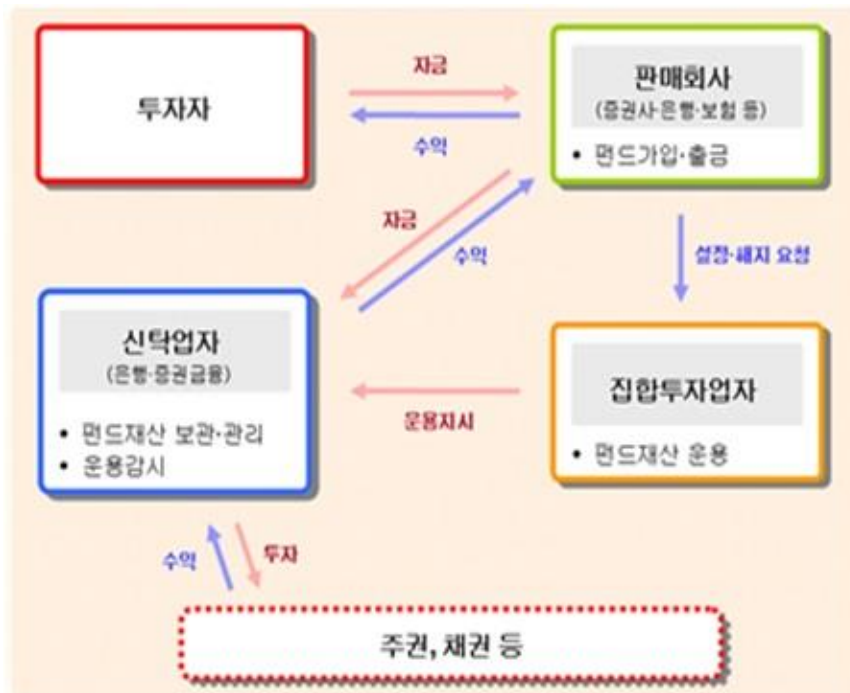 투자자
자금
수익
판매회사
(증권사·은행·보험 등)
• 펀드가입·출금
자금
수익
설정·해지 요청
신탁업자
(은행·증권금융)
• 펀드재산 보관·관리
• 운용감시
운용지시
집합투자업자
• 펀드재산 운용
수익
투자
주권, 채권 등